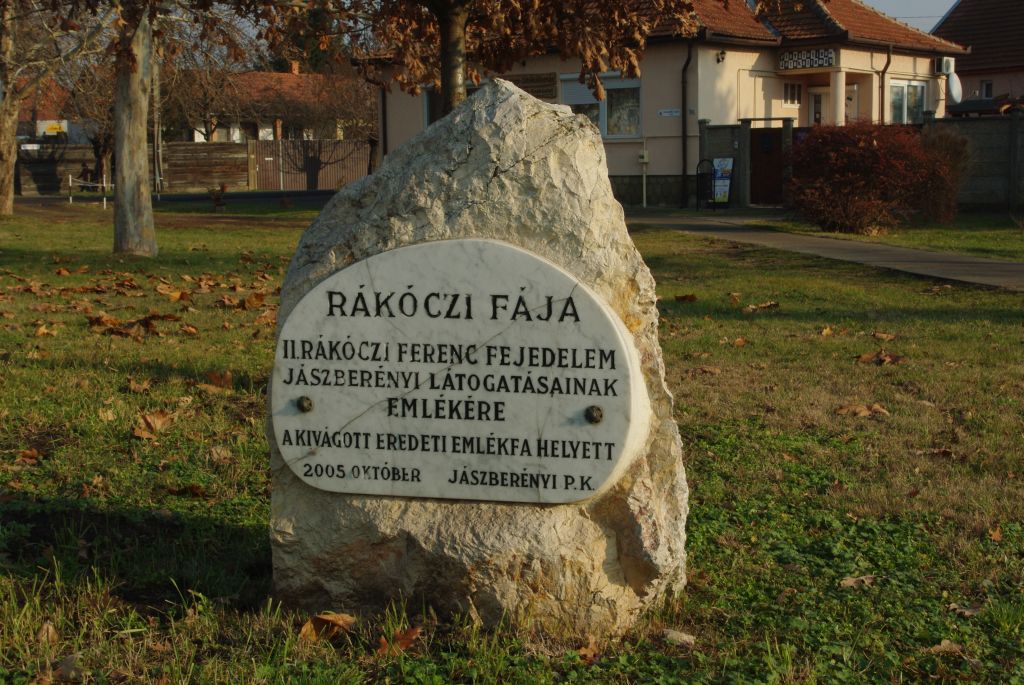 RÁKÓCZI FÁJA
II.RÁKÓCZI FERENC FEJEDELEM
JÁSZBERÉNYI LÁTOGATÁSAINAK
EMLÉKÉRE
A KIVÁGOTT EREDETI EMLÉKFA HELYETT
2005 OKTÓBER JÁSZBERÉNYI P.K.